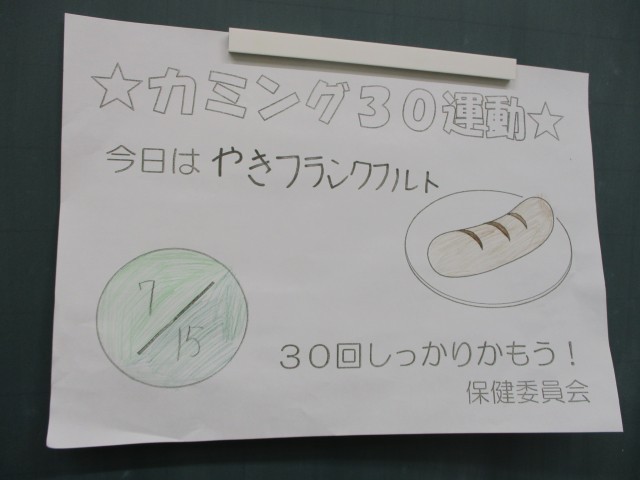 ☆カミング３０運動☆
今日は やきフランクフルト
7/15
３０回しっかりかもう！
保健委員会